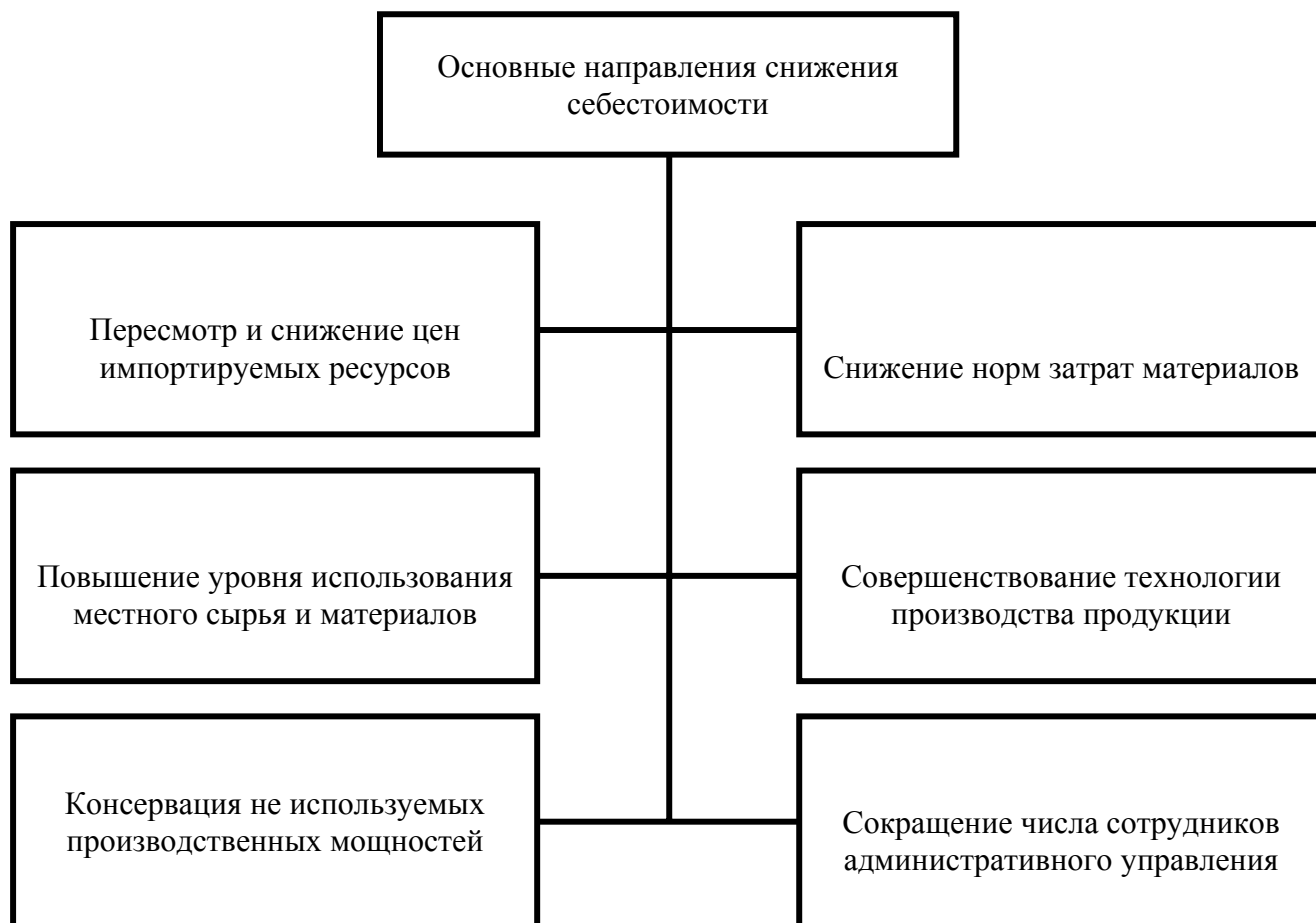 Основные направления снижения
себестоимости
Пересмотр и снижение цен
импортируемых ресурсов
Снижение норм затрат материалов
Повышение уровня использования
местного сырья и материалов
Совершенствование технологии
производства продукции
Консервация не используемых
производственных мощностей
Сокращение числа сотрудников
административного управления